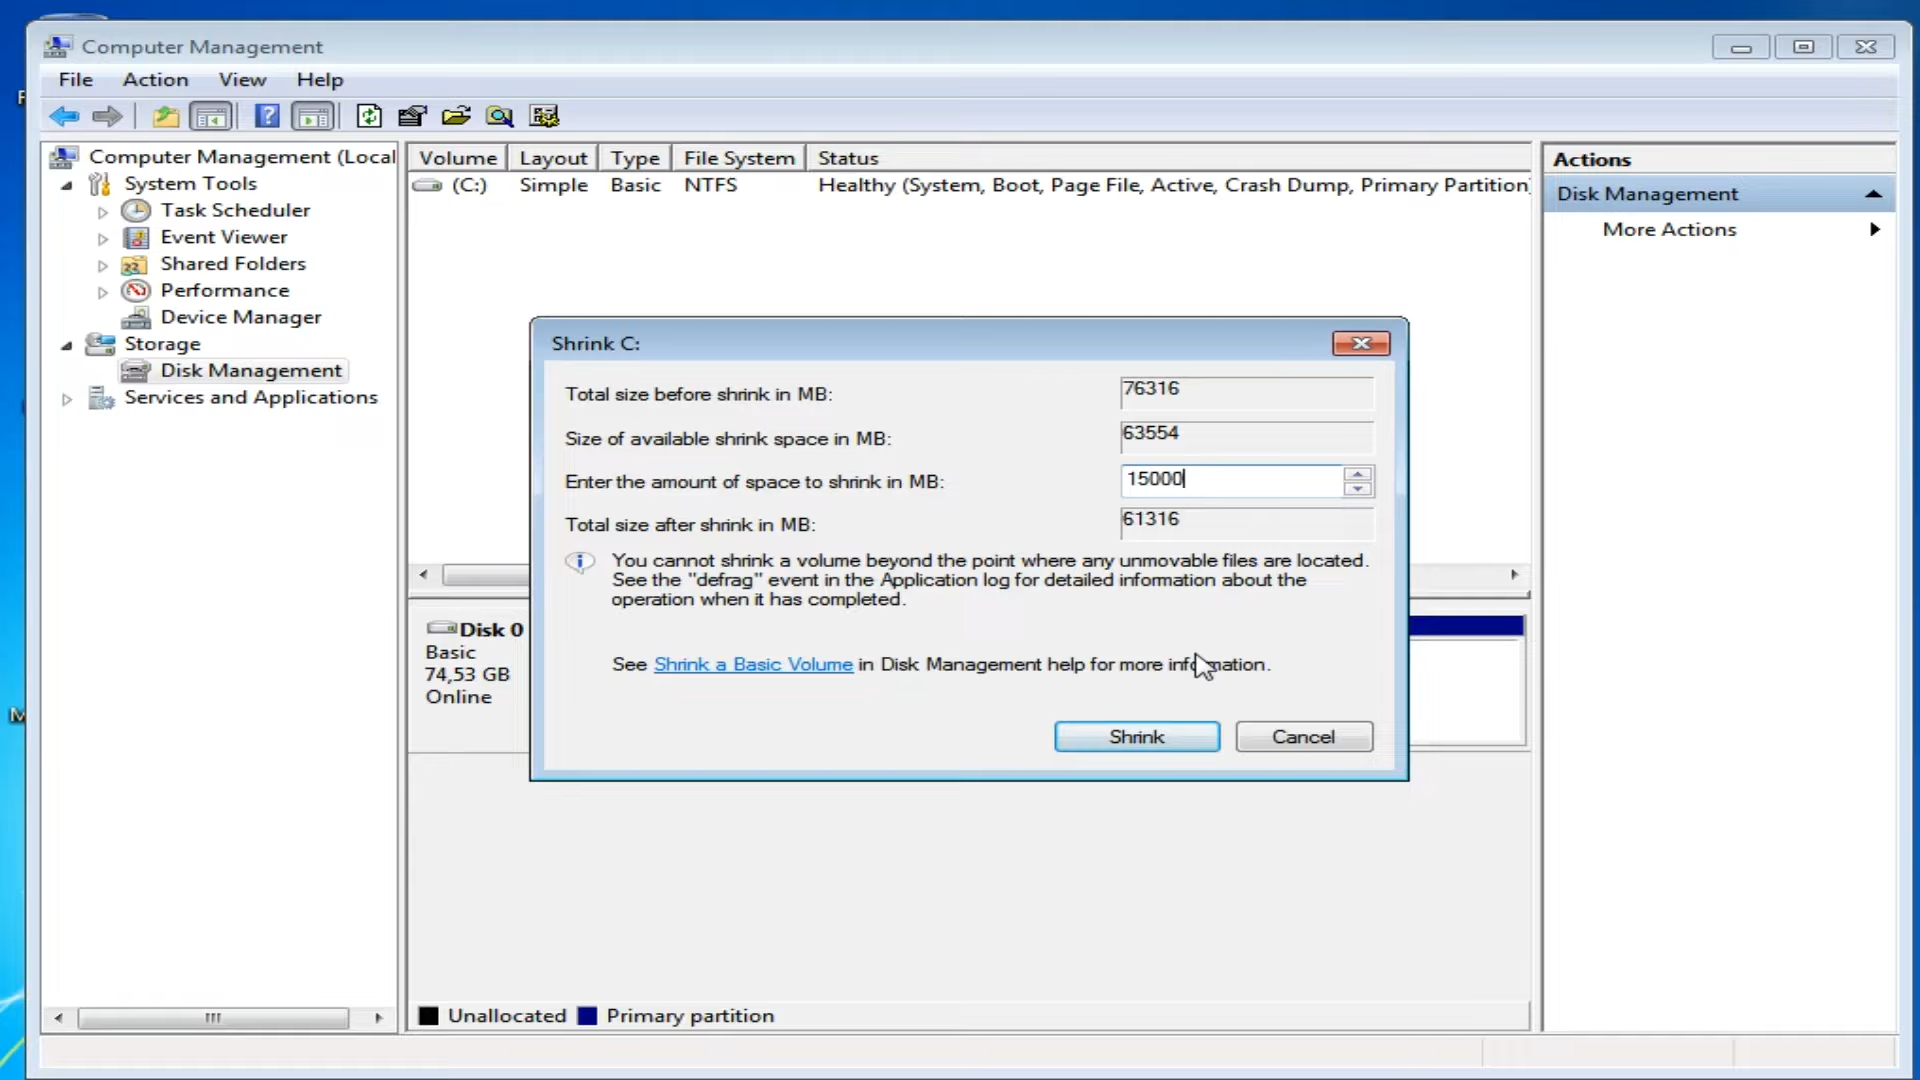 Computer Management
File Action View Help
Computer Management (Local
System Tools
Task Scheduler
Event Viewer
Shared Folders
Performance
Device Manager
Storage
Disk Management
Services and Applications
Volume Layout Type File System Status
(C:) Simple Basic NTFS Healthy (System, Boot, Page File, Active, Crash Dump, Primary Partition)
Actions
Disk Management
More Actions
Shrink C:
Total size before shrink in MB: 76316
Size of available shrink space in MB: 63554
Enter the amount of space to shrink in MB: 15000
Total size after shrink in MB: 61316
You cannot shrink a volume beyond the point where any unmovable files are located.
See the "defrag" event in the Application log for detailed information about the
operation when it has completed.
See Shrink a Basic Volume in Disk Management help for more information.
Shrink Cancel
Disk 0
Basic
74,53 GB
Online
Unallocated Primary partition